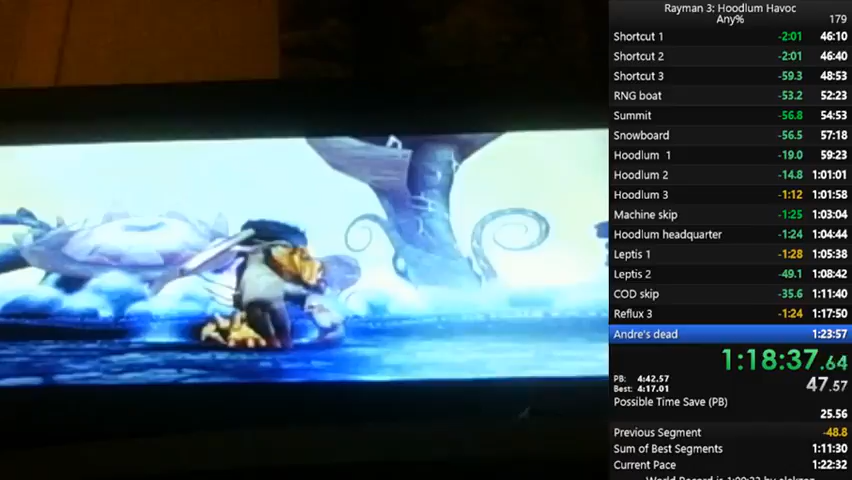 Rayman 3: Hoodlum Havoc
Any% 179
Shortcut 1 -2:01 46:10
Shortcut 2 -2:01 46:40
Shortcut 3 -59.3 48:53
RNG boat -53.2 52:23
Summit -56.8 54:53
Snowboard -56.5 57:18
Hoodlum 1 -19.0 59:23
Hoodlum 2 -14.8 1:01:01
Hoodlum 3 -1:12 1:01:58
Machine skip -1:25 1:03:04
Hoodlum headquarter -1:24 1:04:44
Leptis 1 -1:28 1:05:38
Leptis 2 -49.1 1:08:42
COD skip -35.6 1:11:40
Reflux 3 -1:24 1:17:50
Andre's dead 1:23:57
1:18:37.64
PB: 4:42.57
Best: 4:17.01
47.57
Possible Time Save (PB)
25.56
Previous Segment -48.8
Sum of Best Segments 1:11:30
Current Pace 1:22:32
World Record is